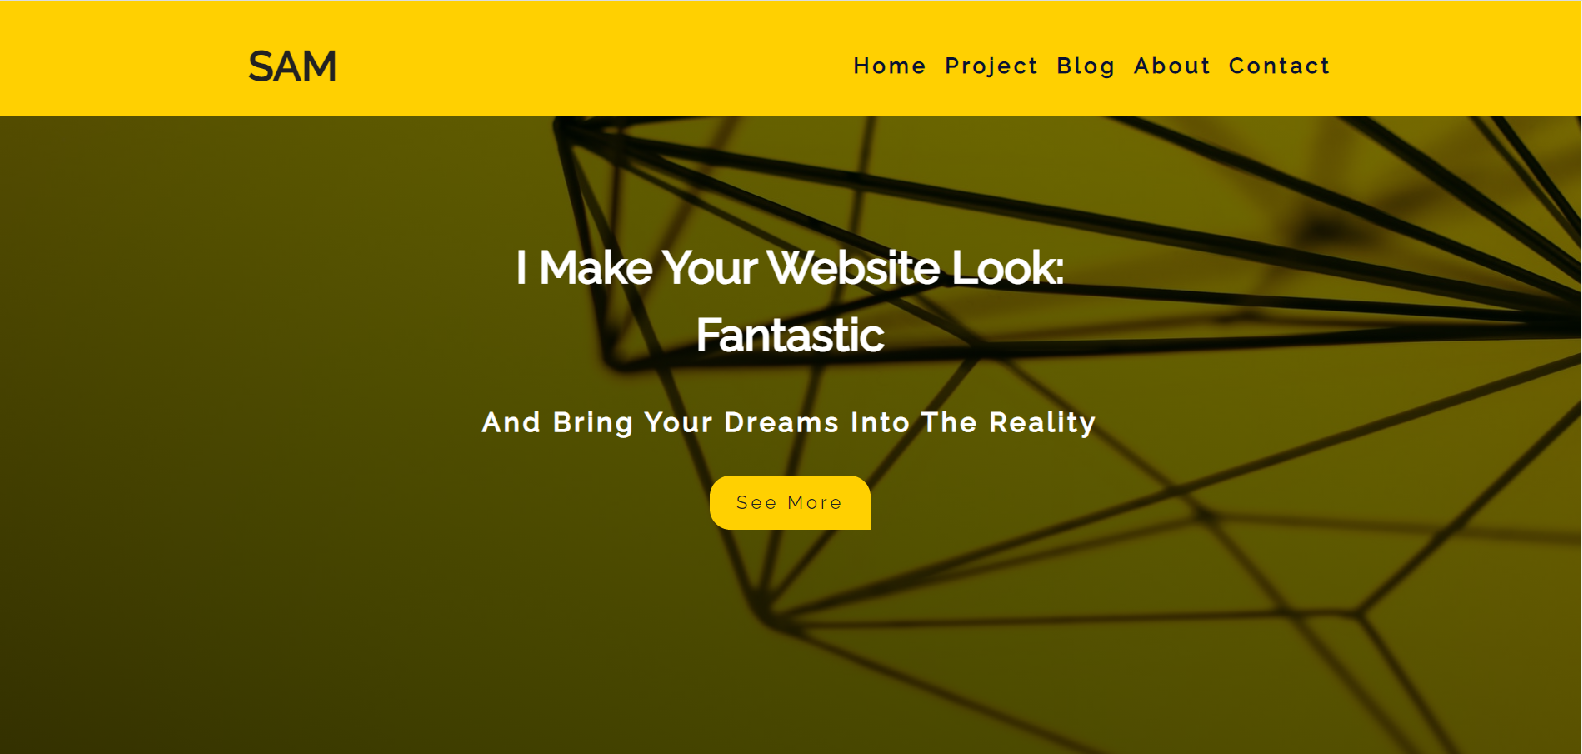 SAM
Home Project Blog About Contact
I Make Your Website Look:
Fantastic
And Bring Your Dreams Into The Reality
See More